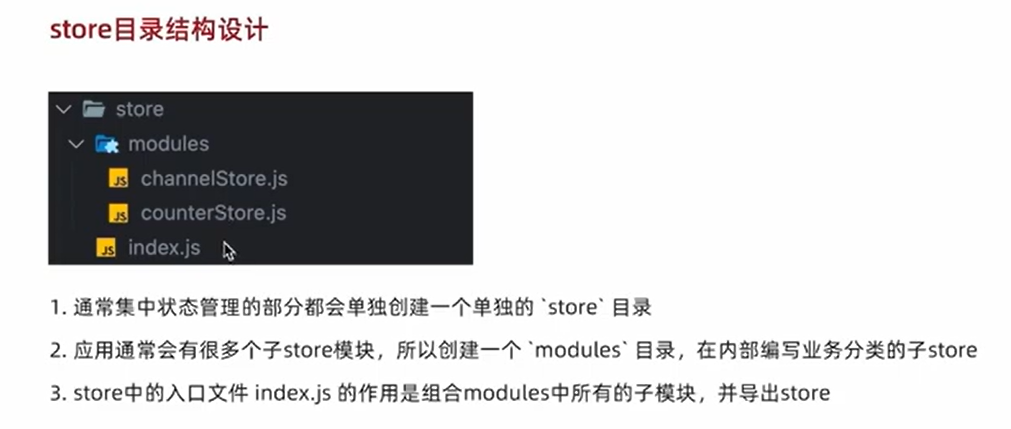 store目录结构设计
store
modules
JS channelStore.js
JS counterStore.js
JS index.js
1. 通常集中状态管理的部分都会单独创建一个单独的 `store` 目录
2. 应用通常会有很多个子store模块，所以创建一个 `modules` 目录，在内部编写业务分类的子store
3. store中的入口文件 index.js 的作用是组合modules中所有的子模块，并导出store